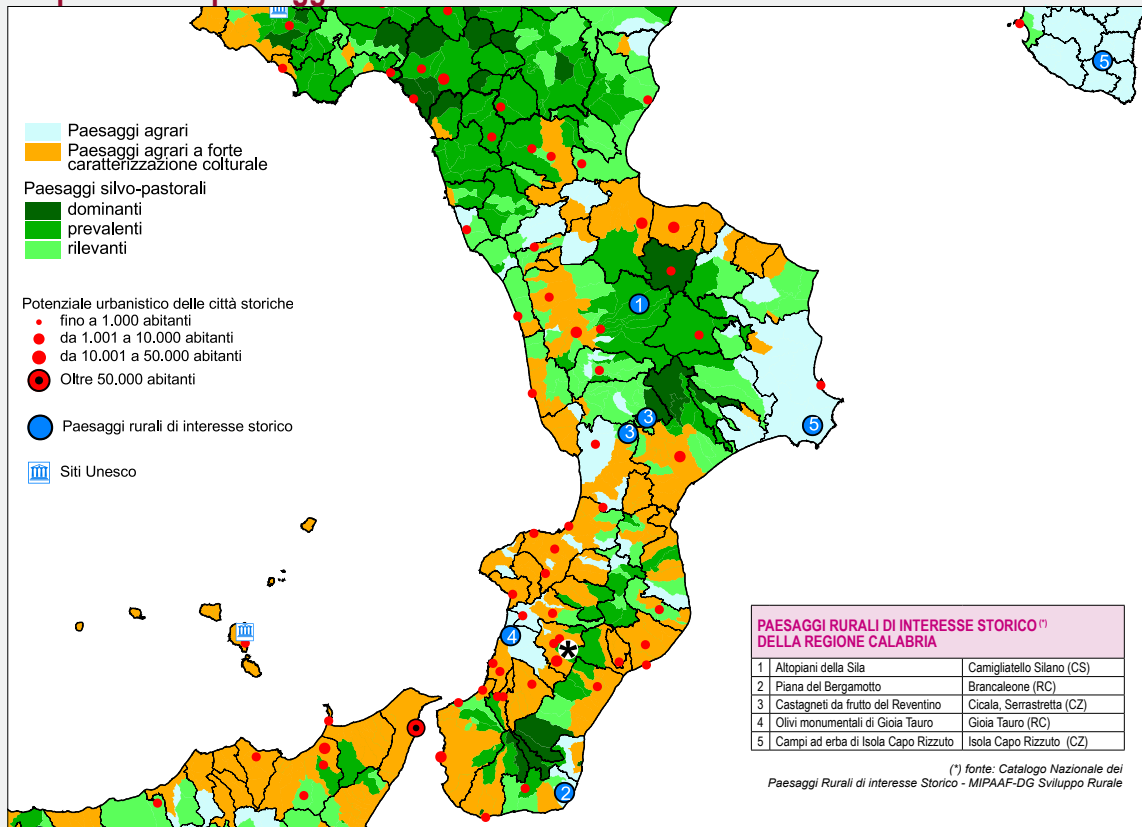 Paesaggi agrari
Paesaggi agrari a forte
caratterizzazione colturale
Paesaggi silvo-pastorali
dominanti
prevalenti
rilevanti
Potenziale urbanistico delle città storiche
fino a 1.000 abitanti
da 1.001 a 10.000 abitanti
da 10.001 a 50.000 abitanti
Oltre 50.000 abitanti
Paesaggi rurali di interesse storico
Siti Unesco
5
1
3
3
5
4
*
2
PAESAGGI RURALI DI INTERESSE STORICO (*)
DELLA REGIONE CALABRIA
1 Altopiani della Sila Camigliatello Silano (CS)
2 Piana del Bergamotto Brancaleone (RC)
3 Castagneti da frutto del Reventino Cicala, Serrastretta (CZ)
4 Olivi monumentali di Gioia Tauro Gioia Tauro (RC)
5 Campi ad erba di Isola Capo Rizzuto Isola Capo Rizzuto (CZ)
(*) fonte: Catalogo Nazionale dei
Paesaggi Rurali di interesse Storico - MIPAAF-DG Sviluppo Rurale